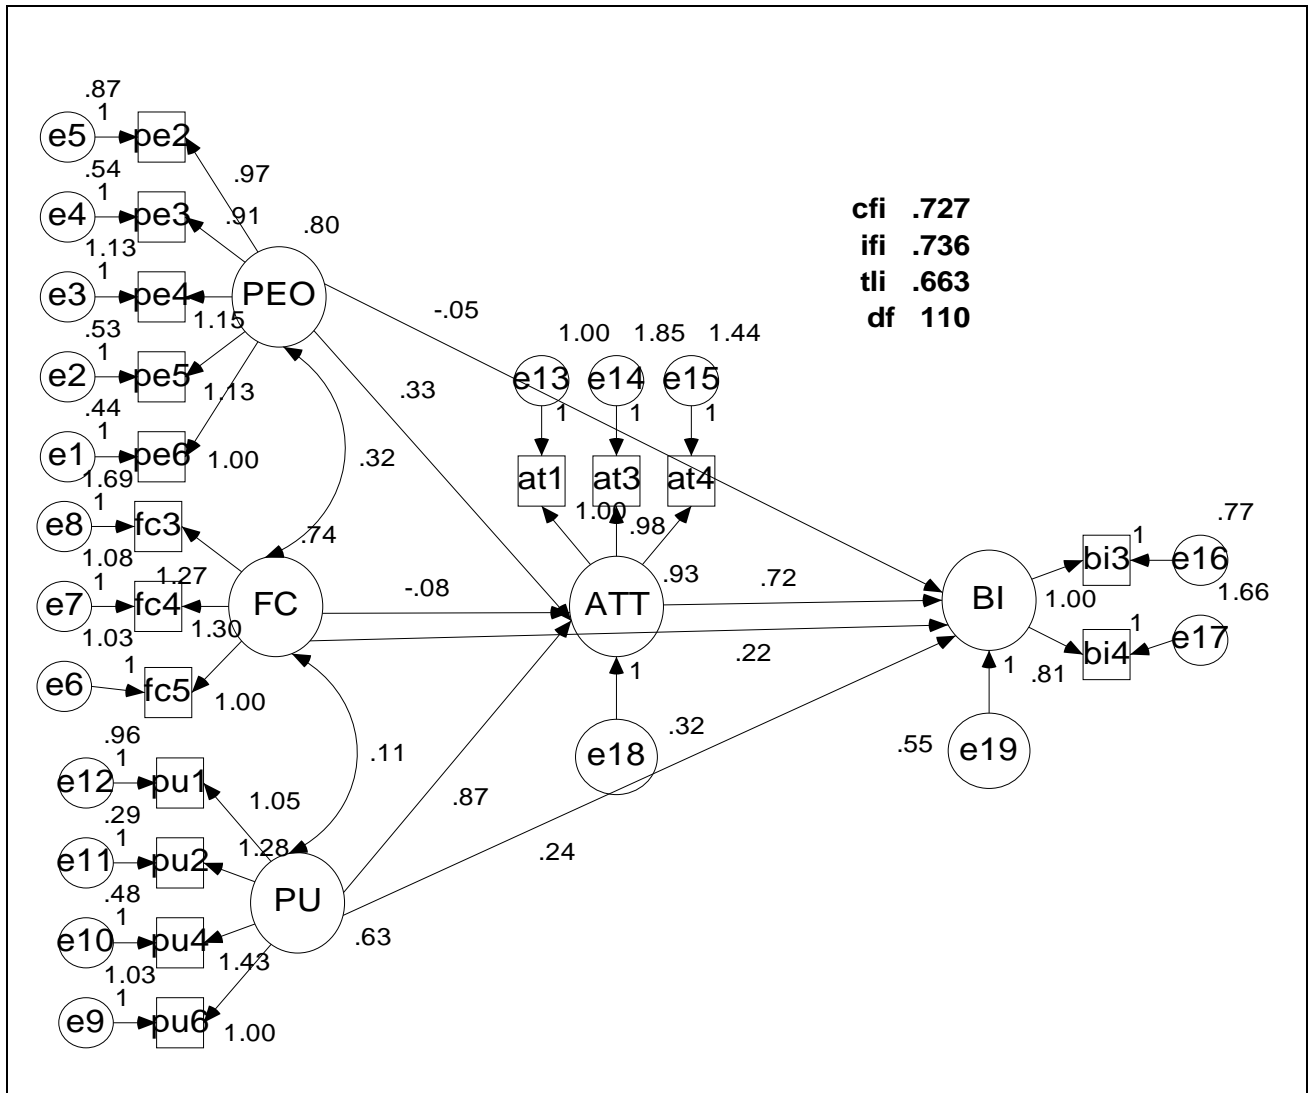 .87
1
e5 pe2
.97
.54
1
e4 pe3 .91
.80
1.13
1
e3 pe4 PEO
1.15
.53
1
e2 pe5 1.13
.44
1
e1 pe6 1.00
.32
cfi .727
ifi .736
tli .663
df 110
-.05
.33
1.00 1.85 1.44
e13 e14 e15
1 1 1
at1 at3 at4
1.00 .98
1.69
1
e8 fc3
.74
1.08
1 1.27
e7 fc4 FC
1.30
1.03
1
e6 fc5 1.00
-.08
ATT .93
.72
BI
.77
1
bi3 e16
1.00 1.66
1
bi4 e17
.81
.22
1
e18 .32
1
.55 e19
.11
.87
.24
.96
1
e12 pu1 1.05
.29
1 1.28
e11 pu2
PU
.63
.48
1
e10 pu4 1.43
1.03
1
e9 pu6 1.00